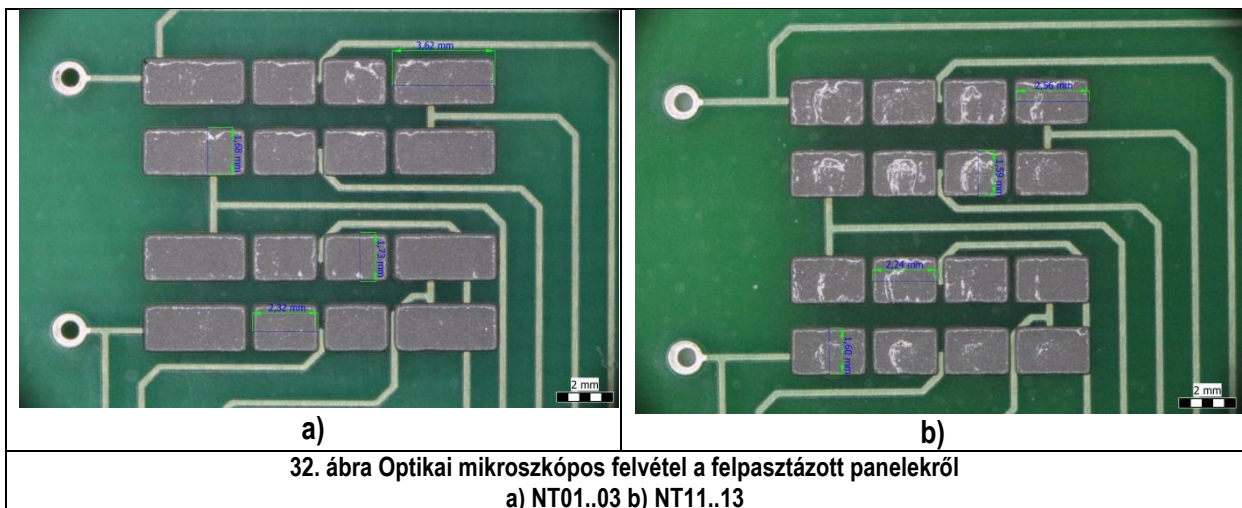 3,62 mm
1,68 mm
1,73 mm
2,32 mm
2 mm
2,56 mm
1,59 mm
2,24 mm
1,60 mm
2 mm
a)
b)
32. ábra Optikai mikroszkópos felvétel a felpasztázott panelekről
a) NT01..03 b) NT11..13